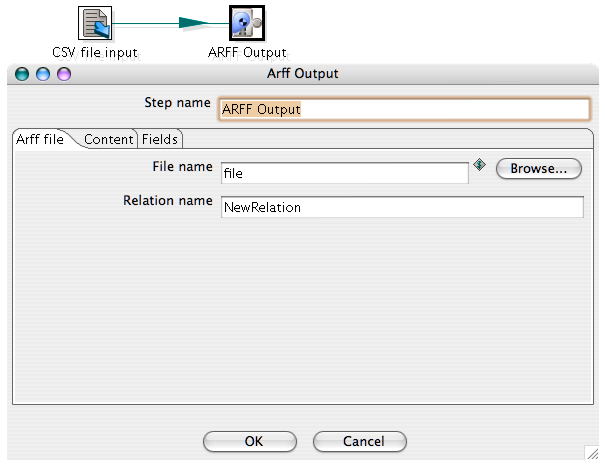 CSV file input
ARFF Output
Arff Output
Step name
ARFF Output
Arff file
Content
Fields
File name
file
Browse...
Relation name
NewRelation
OK
Cancel